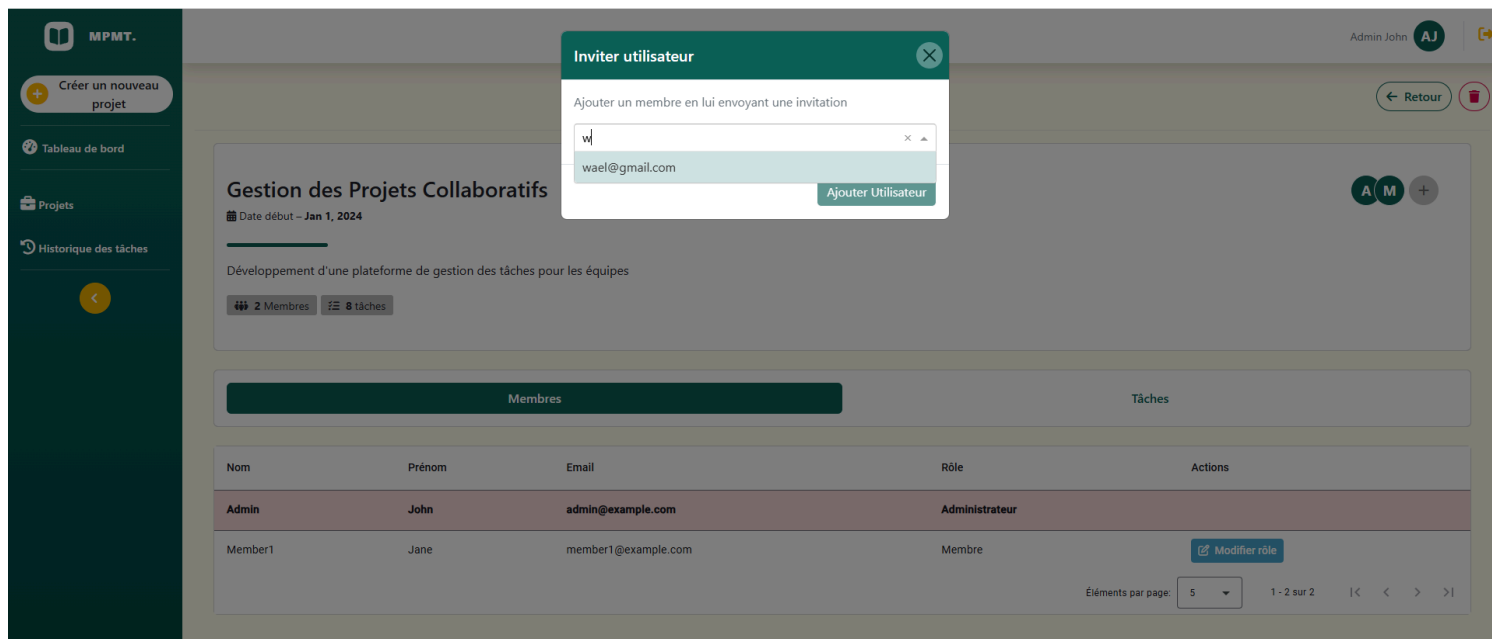 MPMT.
Créer un nouveau
projet
Tableau de bord
Projets
Historique des tâches
Admin John
AJ
Retour
Inviter utilisateur
Ajouter un membre en lui envoyant une invitation
w
wael@gmail.com
Ajouter Utilisateur
Gestion des Projets Collaboratifs
Date début – Jan 1, 2024
A M +
Développement d'une plateforme de gestion des tâches pour les équipes
2 Membres 8 tâches
Membres Tâches
Nom Prénom Email Rôle Actions
Admin John admin@example.com Administrateur
Member1 Jane member1@example.com Membre Modifier rôle
Éléments par page: 5 1 - 2 sur 2